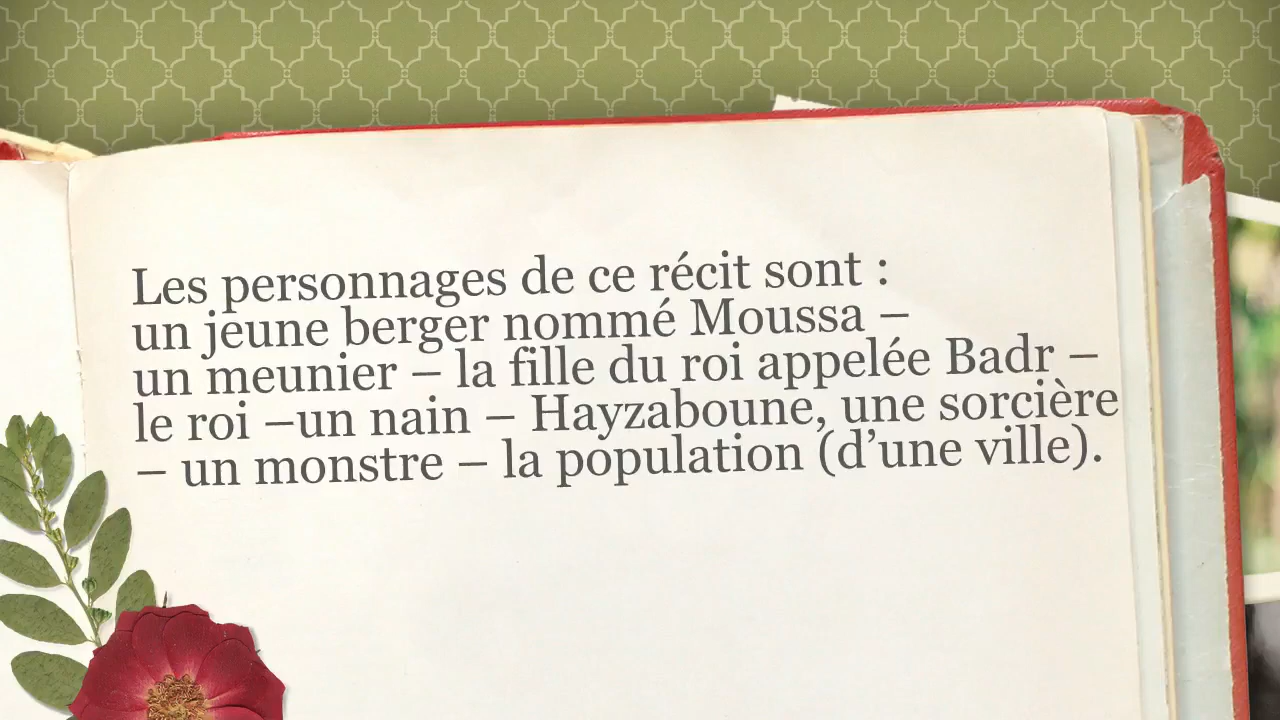 Les personnages de ce récit sont :
un jeune berger nommé Moussa –
un meunier – la fille du roi appelée Badr –
le roi –un nain – Hayzaboune, une sorcière
– un monstre – la population (d’une ville).